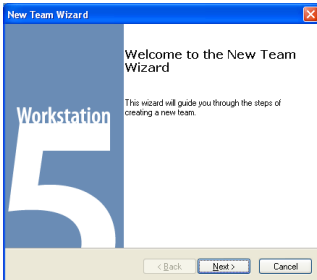 New Team Wizard
Welcome to the New Team
Wizard
This wizard will guide you through the steps of
creating a new team.
Workstation
5
< Back
Next >
Cancel